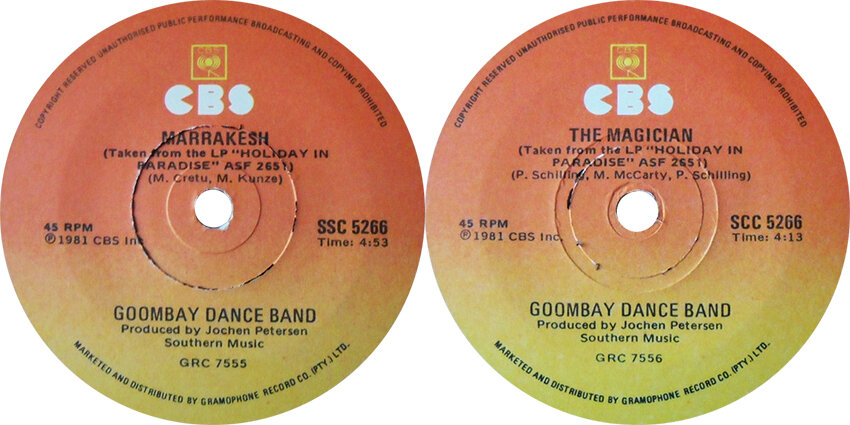 COPYRIGHT RESERVED UNAUTHORISED PUBLIC PERFORMANCE BROADCASTING AND COPYING PROHIBITED
CBS
CBS
MARRAKESH
(Taken from the LP "HOLIDAY IN
PARADISE" ASF 2651)
(M. Cretu, M. Kunze)
45 RPM
SSC 5266
℗1981 CBS Inc.
Time: 4:53
GOOMBAY DANCE BAND
Produced by Jochen Petersen
Southern Music
GRC 7555
MARKETED AND DISTRIBUTED BY GRAMOPHONE RECORD CO. (PTY.) LTD.
COPYRIGHT RESERVED UNAUTHORISED PUBLIC PERFORMANCE BROADCASTING AND COPYING PROHIBITED
CBS
CBS
THE MAGICIAN
(Taken from the LP "HOLIDAY IN
PARADISE" ASF 2651)
(P. Schilling, M. McCarty, P. Schilling)
45 RPM
SCC 5266
℗1981 CBS Inc.
Time: 4:13
GOOMBAY DANCE BAND
Produced by Jochen Petersen
Southern Music
GRC 7556
MARKETED AND DISTRIBUTED BY GRAMOPHONE RECORD CO. (PTY.) LTD.